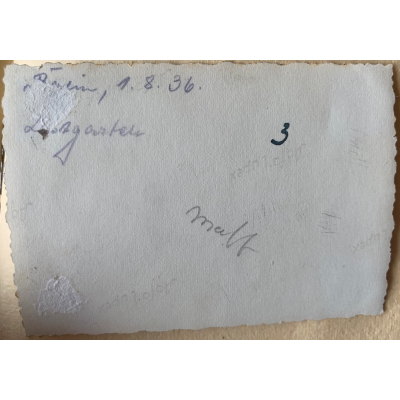 Berlin, 1.8.36.
Lustgarten
3
matt